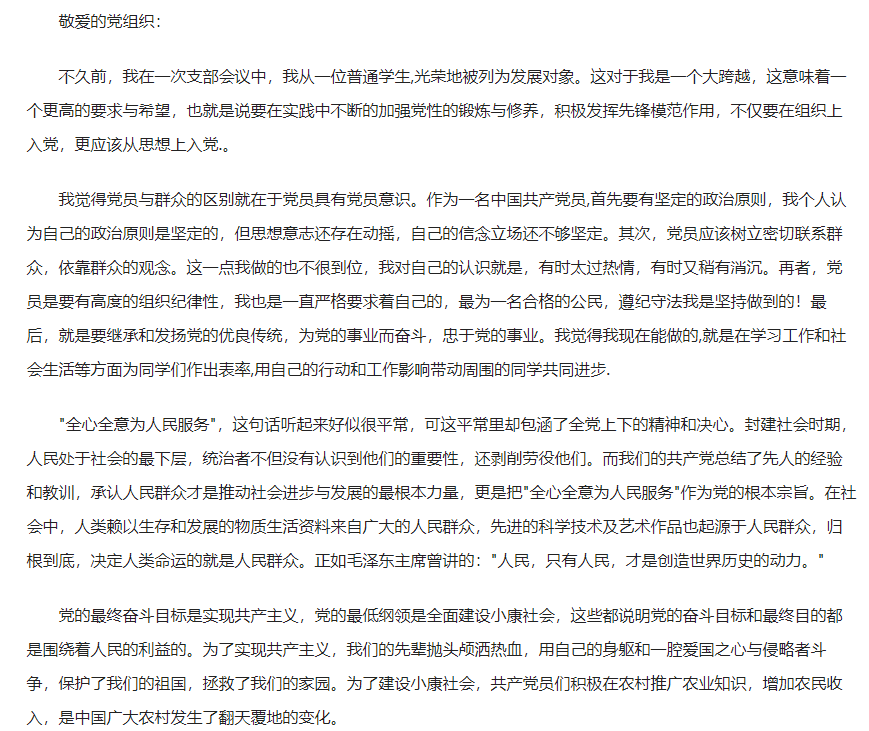 敬爱的党组织：
不久前，我在一次支部会议中，我从一位普通学生,光荣地被列为发展对象。这对于我是一个大跨越，这意味着一
个更高的要求与希望，也就是说要在实践中不断的加强党性的锻炼与修养，积极发挥先锋模范作用，不仅要在组织上
入党，更应该从思想上入党.。
我觉得党员与群众的区别就在于党员具有党员意识。作为一名中国共产党员,首先要有坚定的政治原则，我个人认
为自己的政治原则是坚定的，但思想意志还存在动摇，自己的信念立场还不够坚定。其次，党员应该树立密切联系群
众，依靠群众的观念。这一点我做的也不很到位，我对自己的认识就是，有时太过热情，有时又稍有消沉。再者，党
员是要有高度的组织纪律性，我也是一直严格要求着自己的，最为一名合格的公民，遵纪守法我是坚持做到的！最
后，就是要继承和发扬党的优良传统，为党的事业而奋斗，忠于党的事业。我觉得我现在能做的,就是在学习工作和社
会生活等方面为同学们作出表率,用自己的行动和工作影响带动周围的同学共同进步.
"全心全意为人民服务"，这句话听起来好似很平常，可这平常里却包涵了全党上下的精神和决心。封建社会时期，
人民处于社会的最下层，统治者不但没有认识到他们的重要性，还剥削劳役他们。而我们的共产党总结了先人的经验
和教训，承认人民群众才是推动社会进步与发展的最根本力量，更是把"全心全意为人民服务"作为党的根本宗旨。在社
会中，人类赖以生存和发展的物质生活资料来自广大的人民群众，先进的科学技术及艺术作品也起源于人民群众，归
根到底，决定人类命运的就是人民群众。正如毛泽东主席曾讲的："人民，只有人民，才是创造世界历史的动力。"
党的最终奋斗目标是实现共产主义，党的最低纲领是全面建设小康社会，这些都说明党的奋斗目标和最终目的都
是围绕着人民的利益的。为了实现共产主义，我们的先辈抛头颅洒热血，用自己的身躯和一腔爱国之心与侵略者斗
争，保护了我们的祖国，拯救了我们的家园。为了建设小康社会，共产党员们积极在农村推广农业知识，增加农民收
入，是中国广大农村发生了翻天覆地的变化。